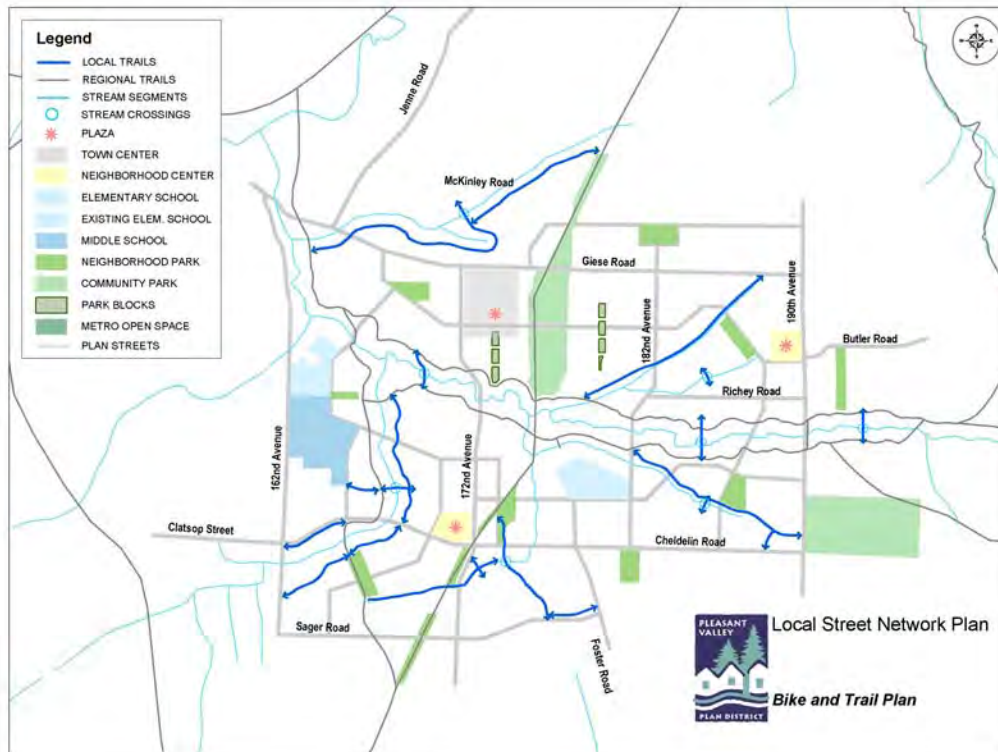 Legend
LOCAL TRAILS
REGIONAL TRAILS
STREAM SEGMENTS
STREAM CROSSINGS
PLAZA
TOWN CENTER
NEIGHBORHOOD CENTER
ELEMENTARY SCHOOL
EXISTING ELEM. SCHOOL
MIDDLE SCHOOL
NEIGHBORHOOD PARK
COMMUNITY PARK
PARK BLOCKS
METRO OPEN SPACE
PLAN STREETS
Jenne Road
McKinley Road
Giese Road
182nd Avenue
190th Avenue
Butler Road
Richey Road
162nd Avenue
172nd Avenue
Clatsop Street
Cheldelin Road
Sager Road
Foster Road
PLEASANT
VALLEY
PLAN DISTRICT
Local Street Network Plan
Bike and Trail Plan